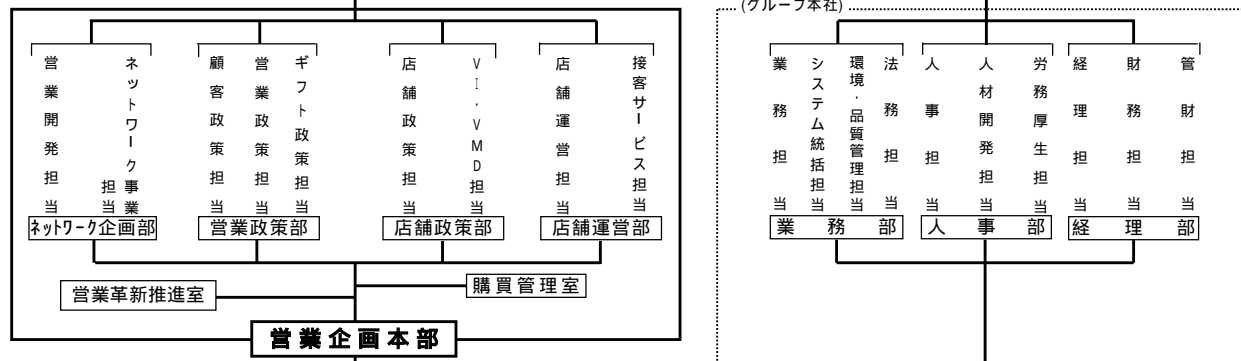 (グループ本社)
営業開発担当
ネットワーク事業担当
顧客政策担当
営業政策担当
ギフト政策担当
店舗政策担当
VI・VMD担当
店舗運営担当
接客サービス担当
業務担当
システム統括担当
環境・品質管理担当
法務担当
人事担当
人材開発担当
労務厚生担当
経理担当
財務担当
管財担当
ネットワーク企画部
営業政策部
店舗政策部
店舗運営部
業務部
人事部
経理部
営業革新推進室
購買管理室
営業企画本部